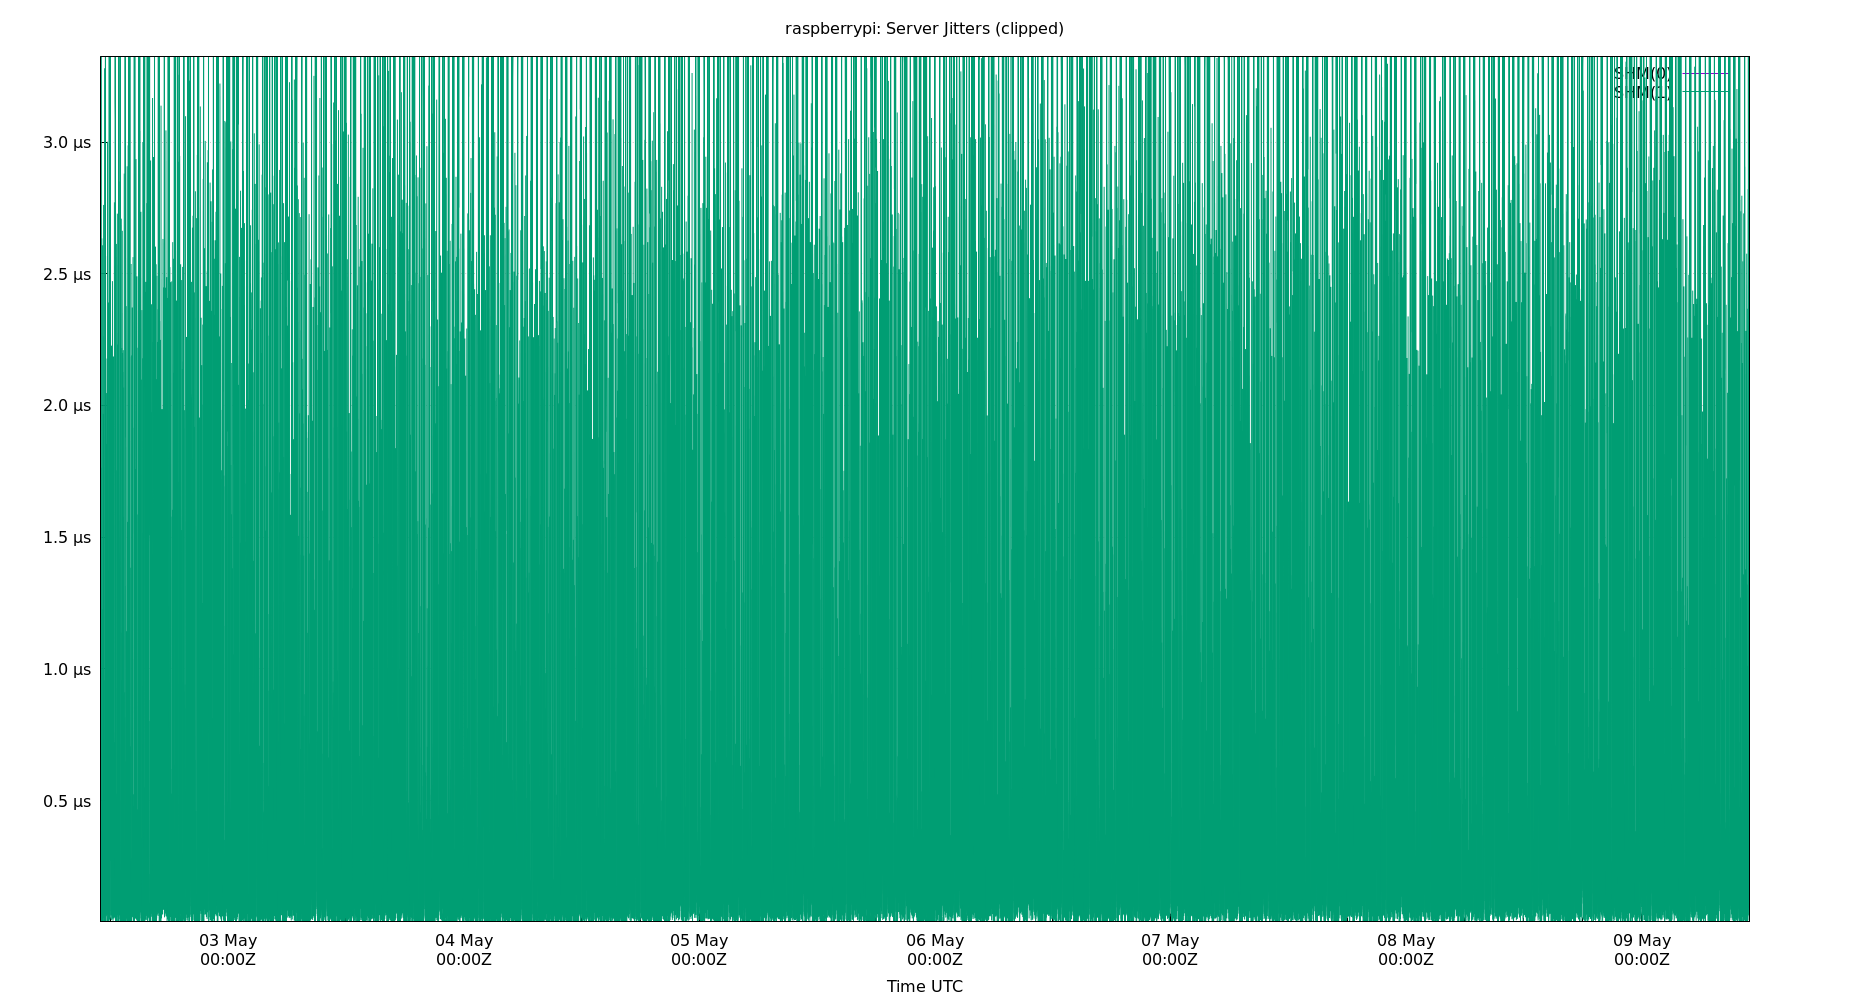 raspberrypi: Server Jitters (clipped)
SHM(0)
SHM(1)
3.0 µs
2.5 µs
2.0 µs
1.5 µs
1.0 µs
0.5 µs
03 May 04 May 05 May 06 May 07 May 08 May 09 May
00:00Z 00:00Z 00:00Z 00:00Z 00:00Z 00:00Z 00:00Z
Time UTC